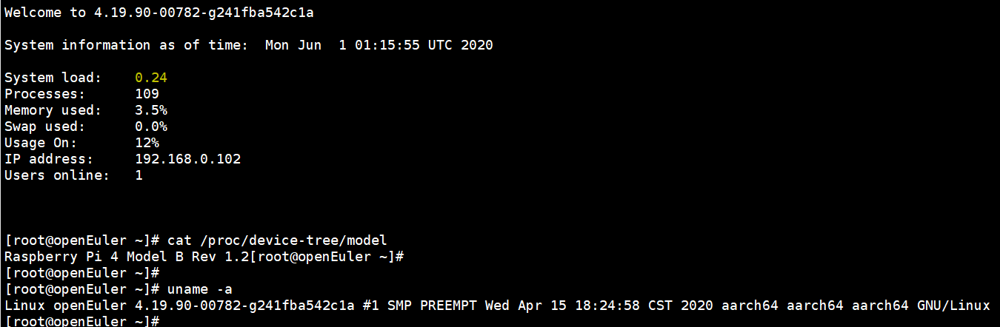 Welcome to 4.19.90-00782-g241fba542c1a
System information as of time:  Mon Jun  1 01:15:55 UTC 2020
System load:    0.24
Processes:      109
Memory used:    3.5%
Swap used:      0.0%
Usage On:       12%
IP address:     192.168.0.102
Users online:   1
[root@openEuler ~]# cat /proc/device-tree/model
Raspberry Pi 4 Model B Rev 1.2[root@openEuler ~]#
[root@openEuler ~]#
[root@openEuler ~]# uname -a
Linux openEuler 4.19.90-00782-g241fba542c1a #1 SMP PREEMPT Wed Apr 15 18:24:58 CST 2020 aarch64 aarch64 aarch64 GNU/Linux
[root@openEuler ~]#